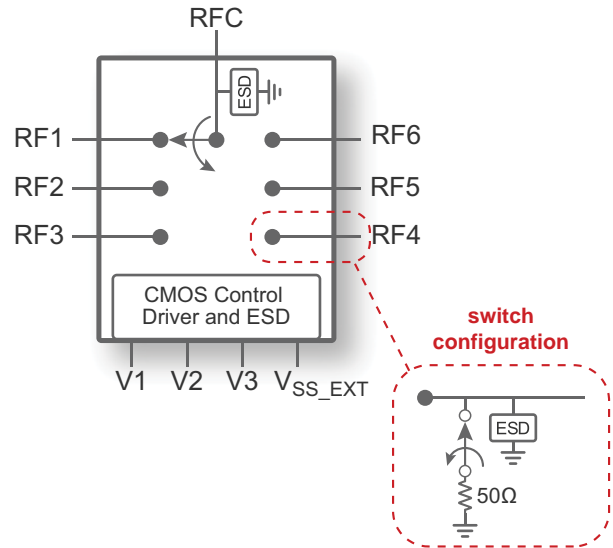 RFC
ESD
RF1
RF6
RF2
RF5
RF3
RF4
CMOS Control
Driver and ESD
V1 V2 V3 VSS_EXT
switch
configuration
ESD
50Ω